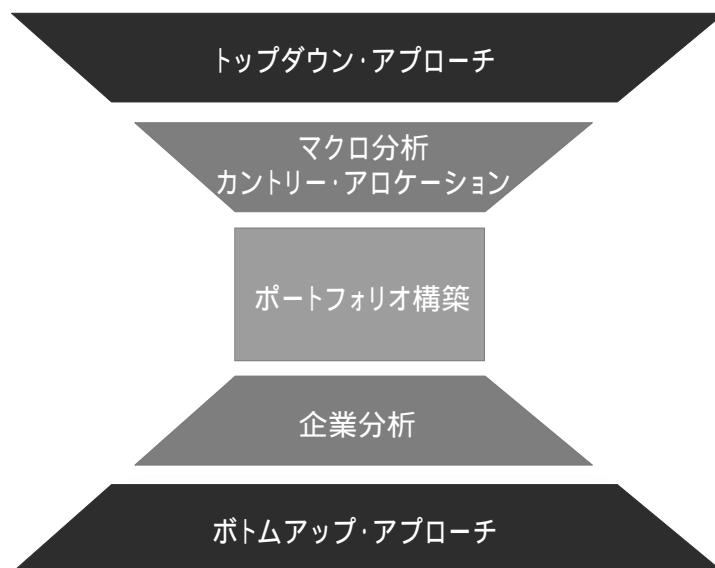 トップダウン・アプローチ
マクロ分析
カントリー・アロケーション
ポートフォリオ構築
企業分析
ボトムアップ・アプローチ